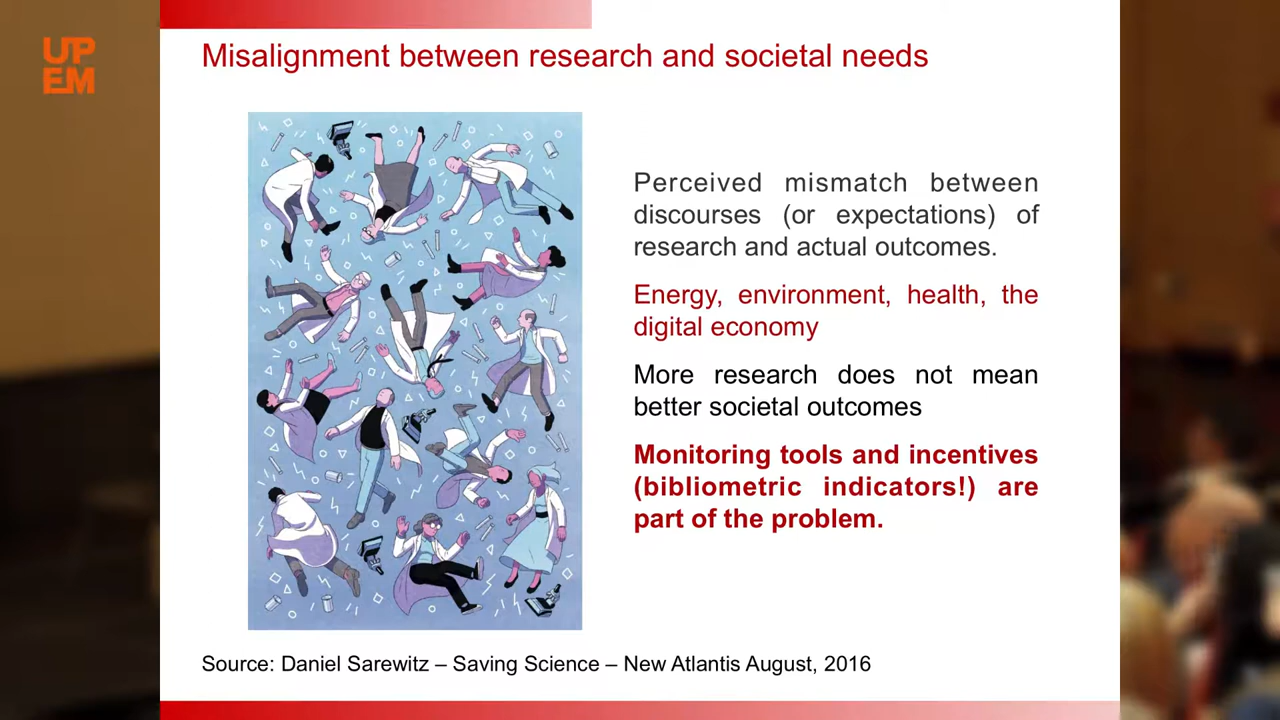 UP
EM
Misalignment between research and societal needs
Perceived mismatch between
discourses (or expectations) of
research and actual outcomes.
Energy, environment, health, the
digital economy
More research does not mean
better societal outcomes
Monitoring tools and incentives
(bibliometric indicators!) are
part of the problem.
Source: Daniel Sarewitz – Saving Science – New Atlantis August, 2016